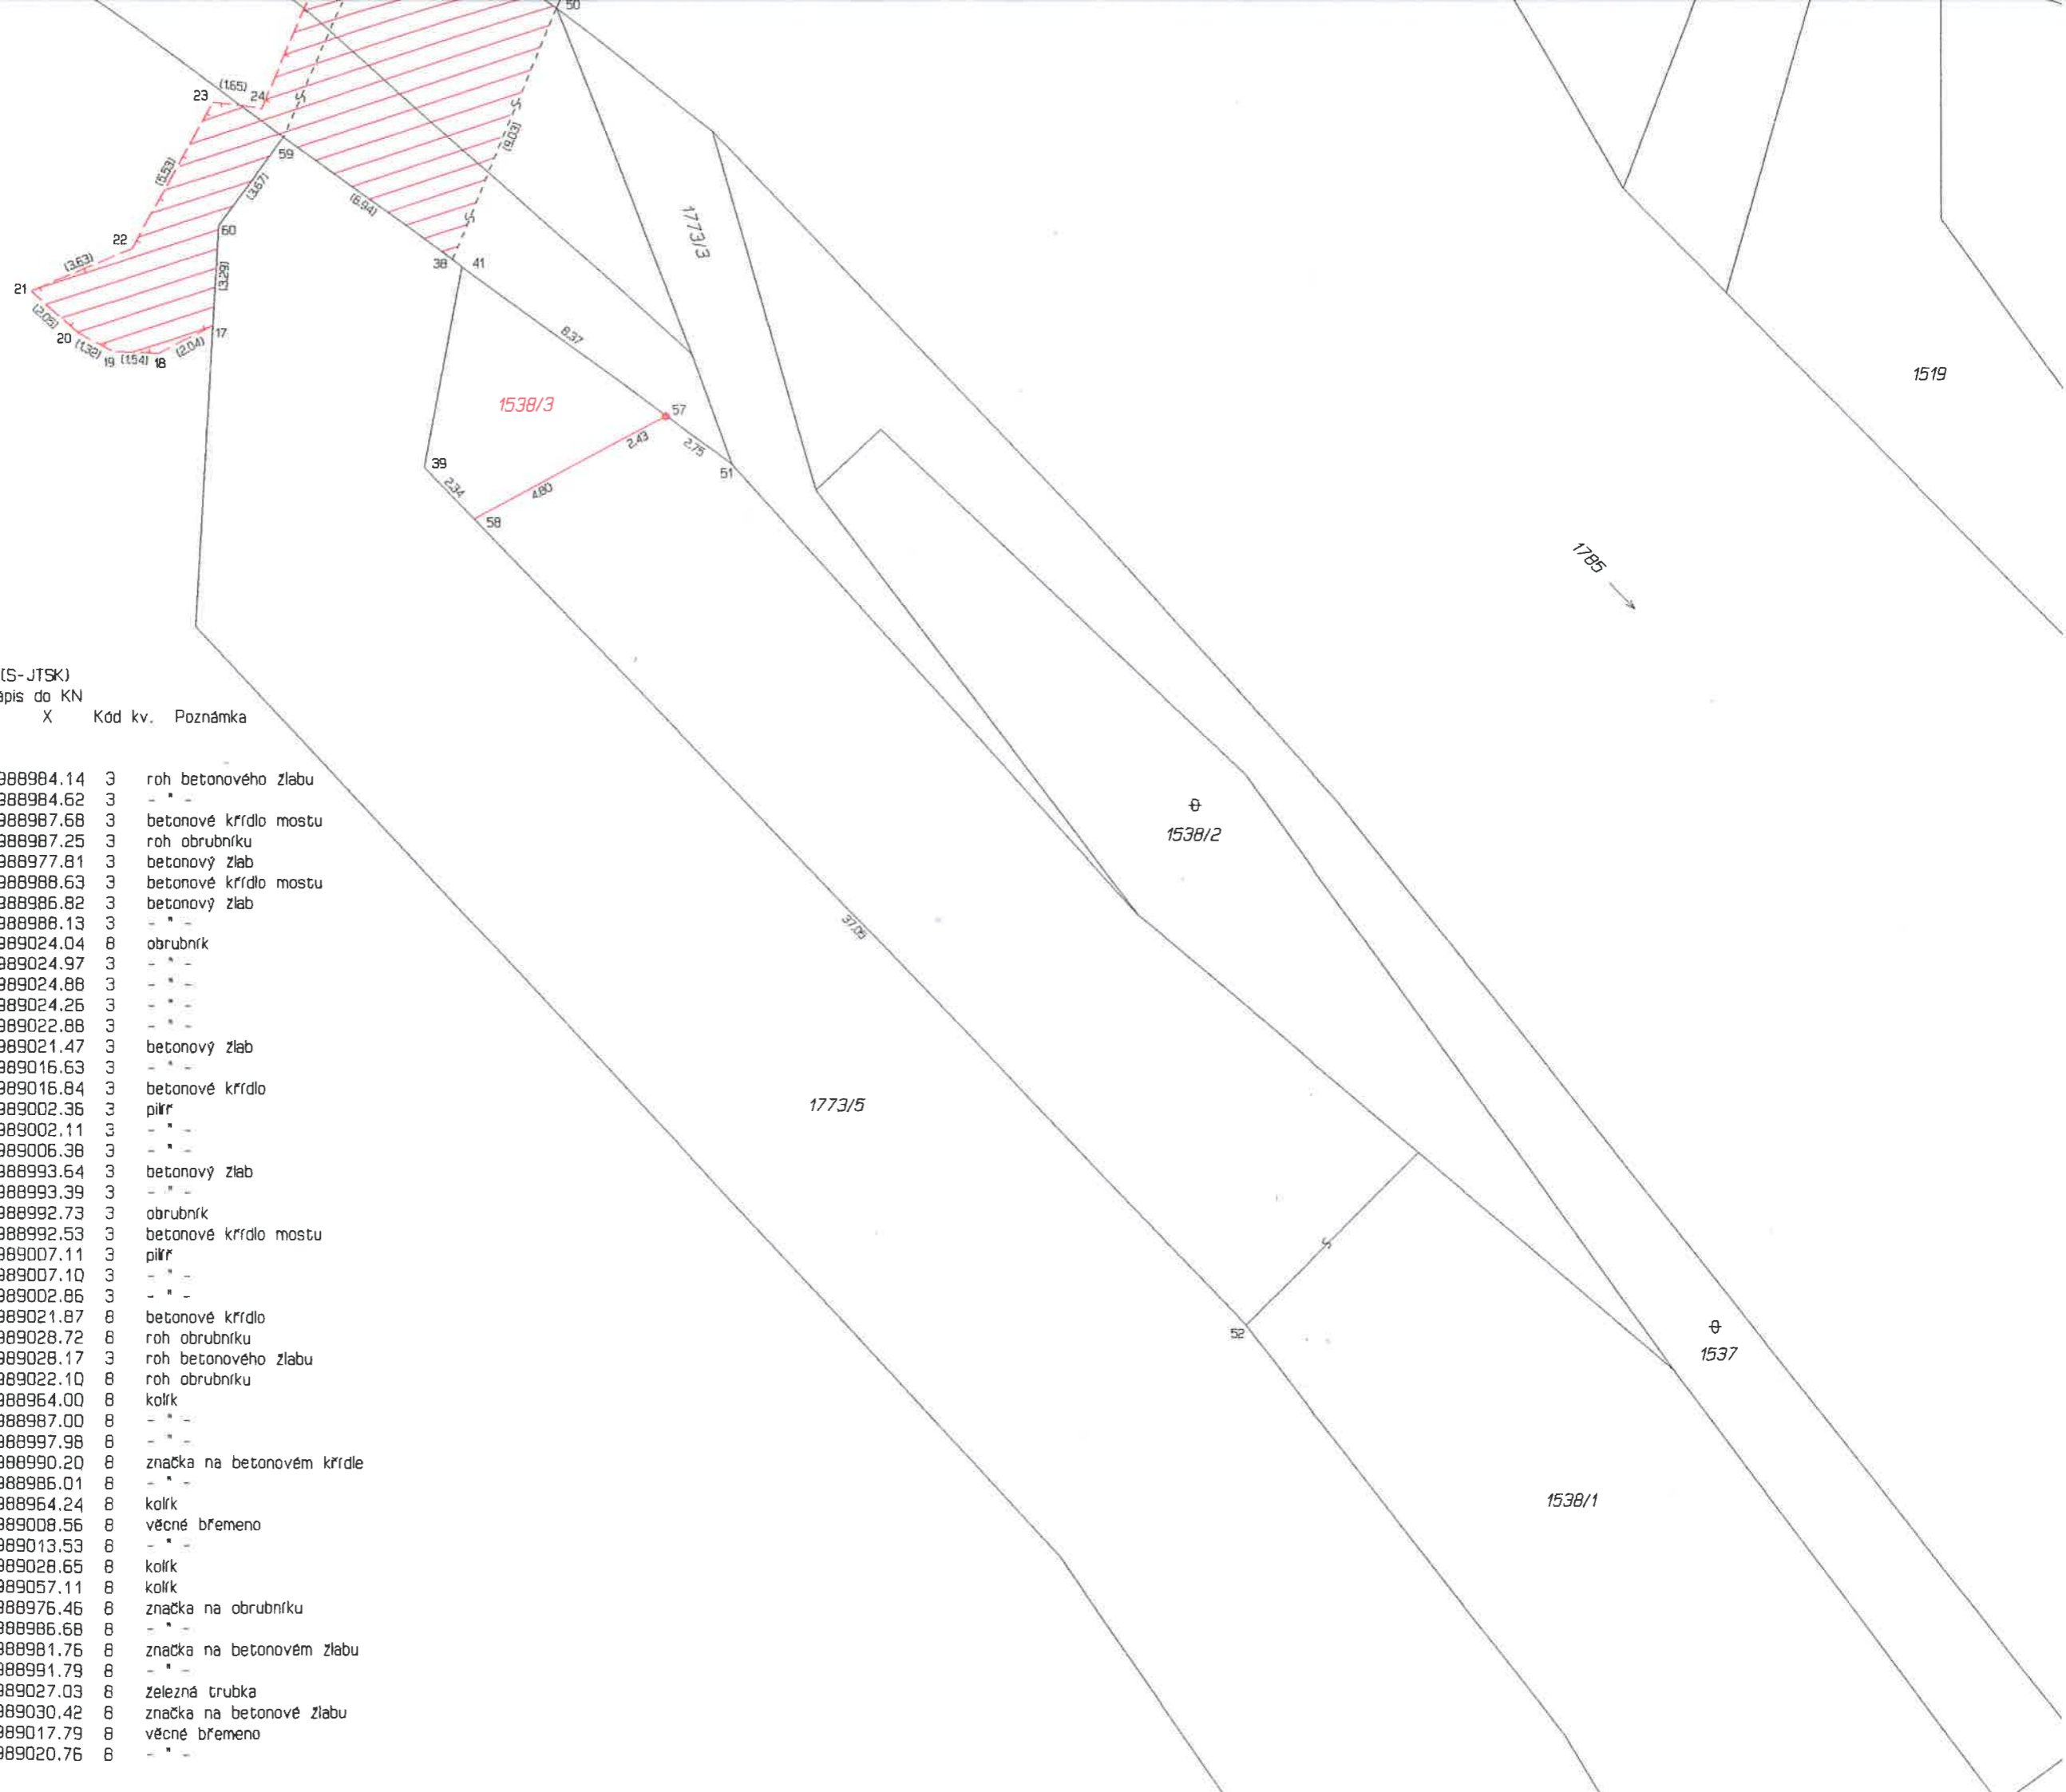 50
(1.65)
23
24
(9.03)
59
(5.53)
(3.67)
(6.94)
1773/3
60
22
(3.63)
38
41
(3.29)
21
(2.05)
17
8.37
20
(1.32)
19
(1.54)
18
(2.04)
1519
1538/3
57
2.43
2.75
39
51
2.34
4.80
58
1785
(S-JTSK)
ápis do KN
X Kód kv. Poznámka
988984.14 3 roh betonového žlabu
988984.62 3 - " -
988987.68 3 betonové křídlo mostu
988987.25 3 roh obrubníku
988977.81 3 betonový žlab
988988.63 3 betonové křídlo mostu
988986.82 3 betonový žlab
988988.13 3 - " -
989024.04 8 obrubník
989024.97 3 - " -
989024.88 3 - " -
989024.26 3 - " -
989022.88 3 - " -
989021.47 3 betonový žlab
989016.63 3 - " -
989016.84 3 betonové křídlo
989002.36 3 pilíř
989002.11 3 - " -
989006.38 3 - " -
988993.64 3 betonový žlab
988993.39 3 - " -
988992.73 3 obrubník
988992.53 3 betonové křídlo mostu
989007.11 3 pilíř
989007.10 3 - " -
989002.86 3 - " -
989021.87 8 betonové křídlo
989028.72 8 roh obrubníku
989028.17 3 roh betonového žlabu
989022.10 8 roh obrubníku
988964.00 8 kolík
988987.00 8 - " -
988997.98 8 - " -
988990.20 8 značka na betonovém křídle
988986.01 8 - " -
988964.24 8 kolík
989008.56 8 věcné břemeno
989013.53 8 - " -
989028.65 8 kolík
989057.11 8 kolík
988976.46 8 značka na obrubníku
988986.68 8 - " -
988981.76 8 značka na betonovém žlabu
988991.79 8 - " -
989027.03 8 železná trubka
989030.42 8 značka na betonové žlabu
989017.79 8 věcné břemeno
989020.76 8 - " -
1538/2
37.05
1773/5
52
1537
1538/1